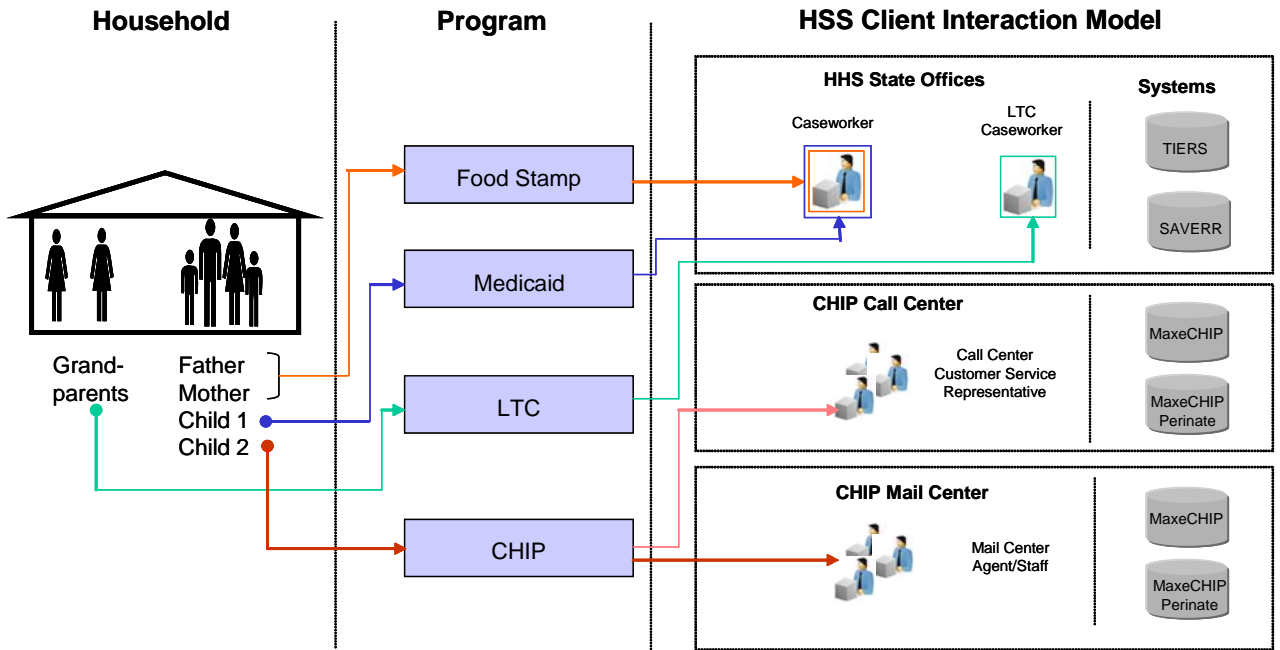 Household
Program
HSS Client Interaction Model
HHS State Offices
Systems
Caseworker
LTC
Caseworker
TIERS
SAVERR
Food Stamp
Medicaid
LTC
CHIP
Grand-
parents
Father
Mother
Child 1
Child 2
CHIP Call Center
Call Center
Customer Service
Representative
MaxeCHIP
MaxeCHIP
Perinate
CHIP Mail Center
Mail Center
Agent/Staff
MaxeCHIP
MaxeCHIP
Perinate